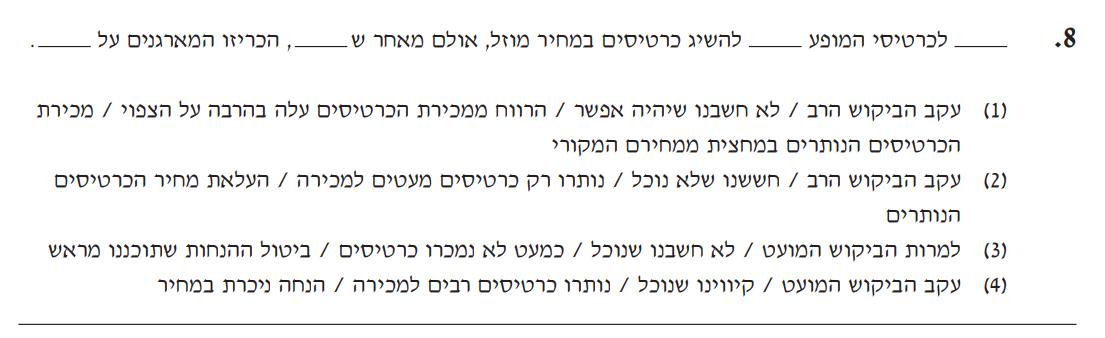 8. _____ לכרטיסי המופע _____ להשיג כרטיסים במחיר מוזל, אולם מאחר ש_____, הכריזו המארגנים על _____.
(1) עקב הביקוש הרב / לא חשבנו שיהיה אפשר / הרווח ממכירת הכרטיסים עלה בהרבה על הצפוי / מכירת
הכרטיסים הנותרים במחצית ממחירם המקורי
(2) עקב הביקוש הרב / חששנו שלא נוכל / נותרו רק כרטיסים מעטים למכירה / העלאת מחיר הכרטיסים
הנותרים
(3) למרות הביקוש המועט / לא חשבנו שנוכל / כמעט לא נמכרו כרטיסים / ביטול ההנחות שתוכננו מראש
(4) עקב הביקוש המועט / קיווינו שנוכל / נותרו כרטיסים רבים למכירה / הנחה ניכרת במחיר